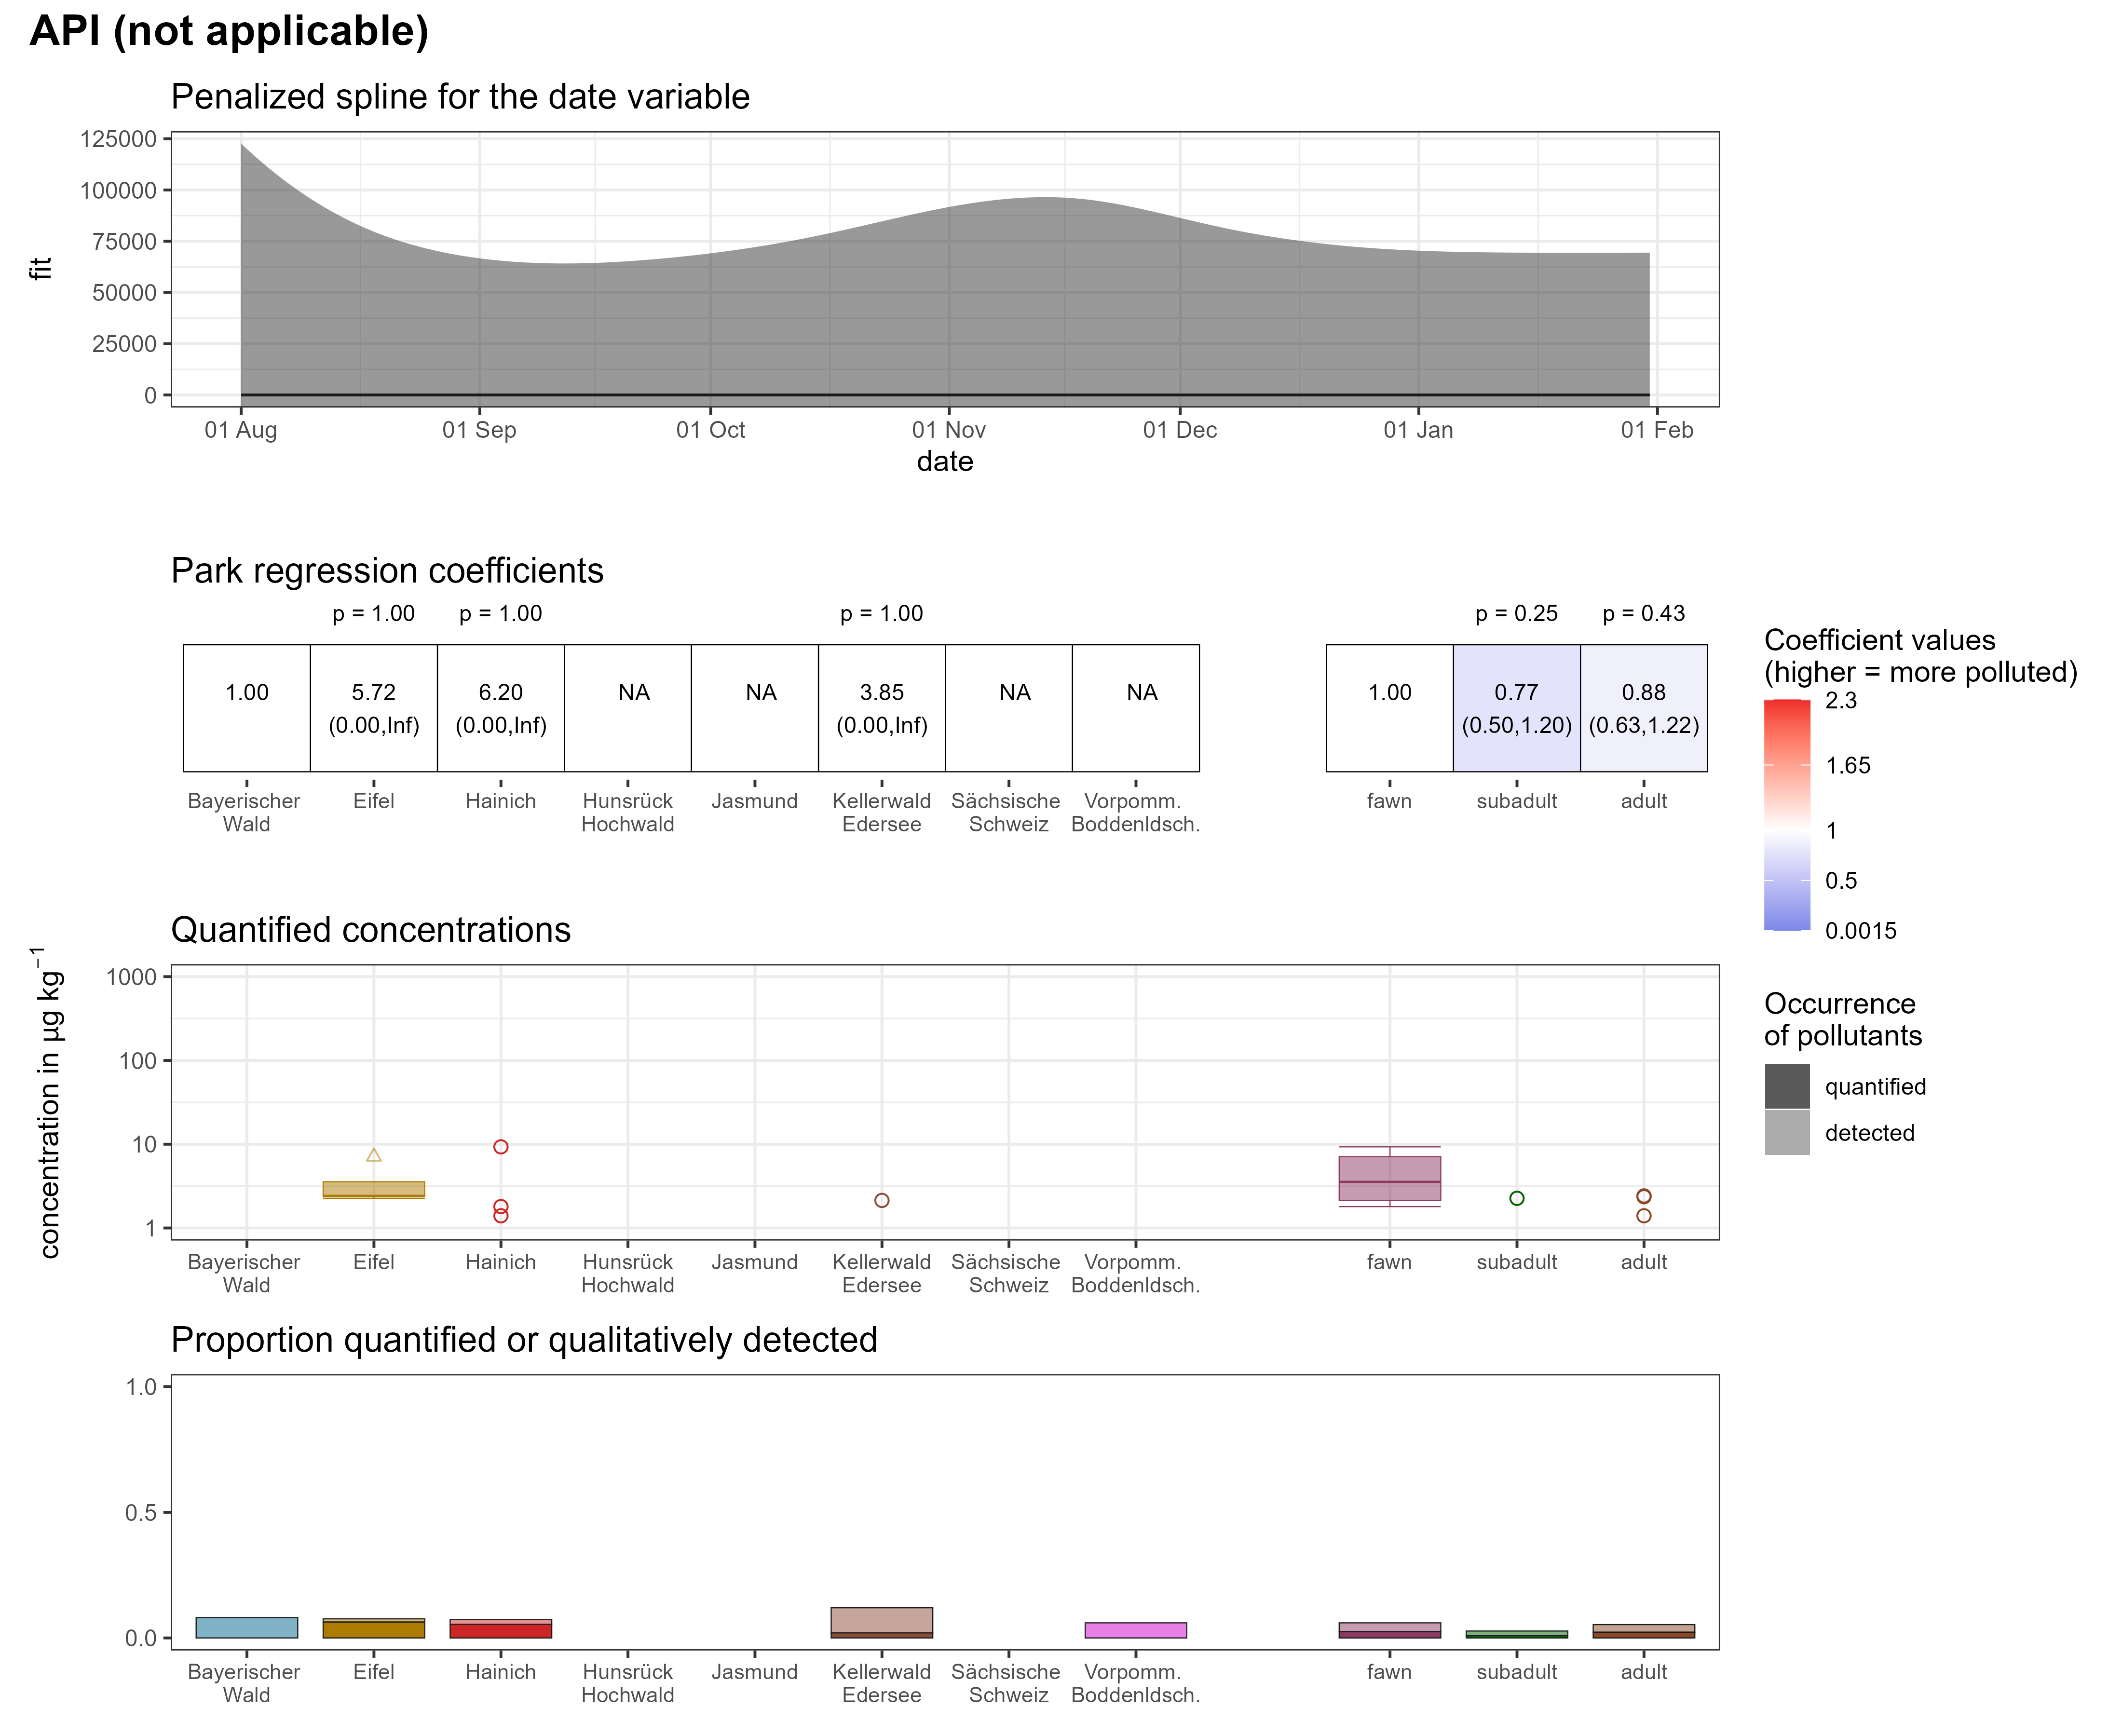 API (not applicable)
Penalized spline for the date variable
fit
125000
100000
75000
50000
25000
0
01 Aug 01 Sep 01 Oct 01 Nov 01 Dec 01 Jan 01 Feb
date
Park regression coefficients
p = 1.00 p = 1.00 p = 1.00 p = 0.25 p = 0.43
1.00 5.72 6.20 NA NA 3.85 NA NA 1.00 0.77 0.88
(0.00,Inf) (0.00,Inf) (0.00,Inf) (0.50,1.20) (0.63,1.22)
Bayerischer Eifel Hainich Hunsrück Jasmund Kellerwald Sächsische Vorpomm. fawn subadult adult
Wald Hochwald Edersee Schweiz Boddenldsch.
Coefficient values
(higher = more polluted)
2.3
1.65
1
0.5
0.0015
Quantified concentrations
concentration in µg kg⁻¹
1000
100
10
1
Bayerischer Eifel Hainich Hunsrück Jasmund Kellerwald Sächsische Vorpomm. fawn subadult adult
Wald Hochwald Edersee Schweiz Boddenldsch.
Occurrence
of pollutants
quantified
detected
Proportion quantified or qualitatively detected
1.0
0.5
0.0
Bayerischer Eifel Hainich Hunsrück Jasmund Kellerwald Sächsische Vorpomm. fawn subadult adult
Wald Hochwald Edersee Schweiz Boddenldsch.